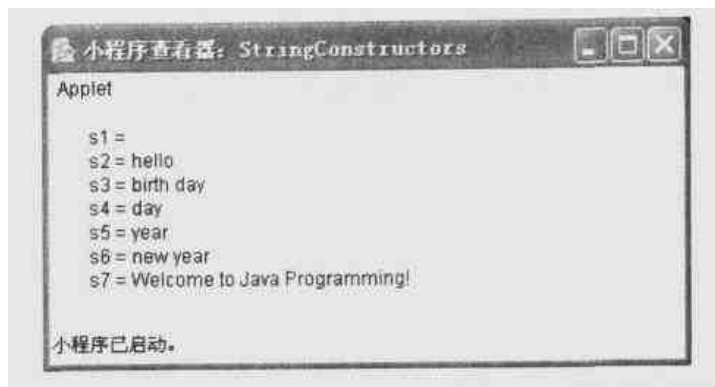 小程序查看器: StringConstructors
Applet
s1 =
s2 = hello
s3 = birth day
s4 = day
s5 = year
s6 = new year
s7 = Welcome to Java Programming!
小程序已启动。